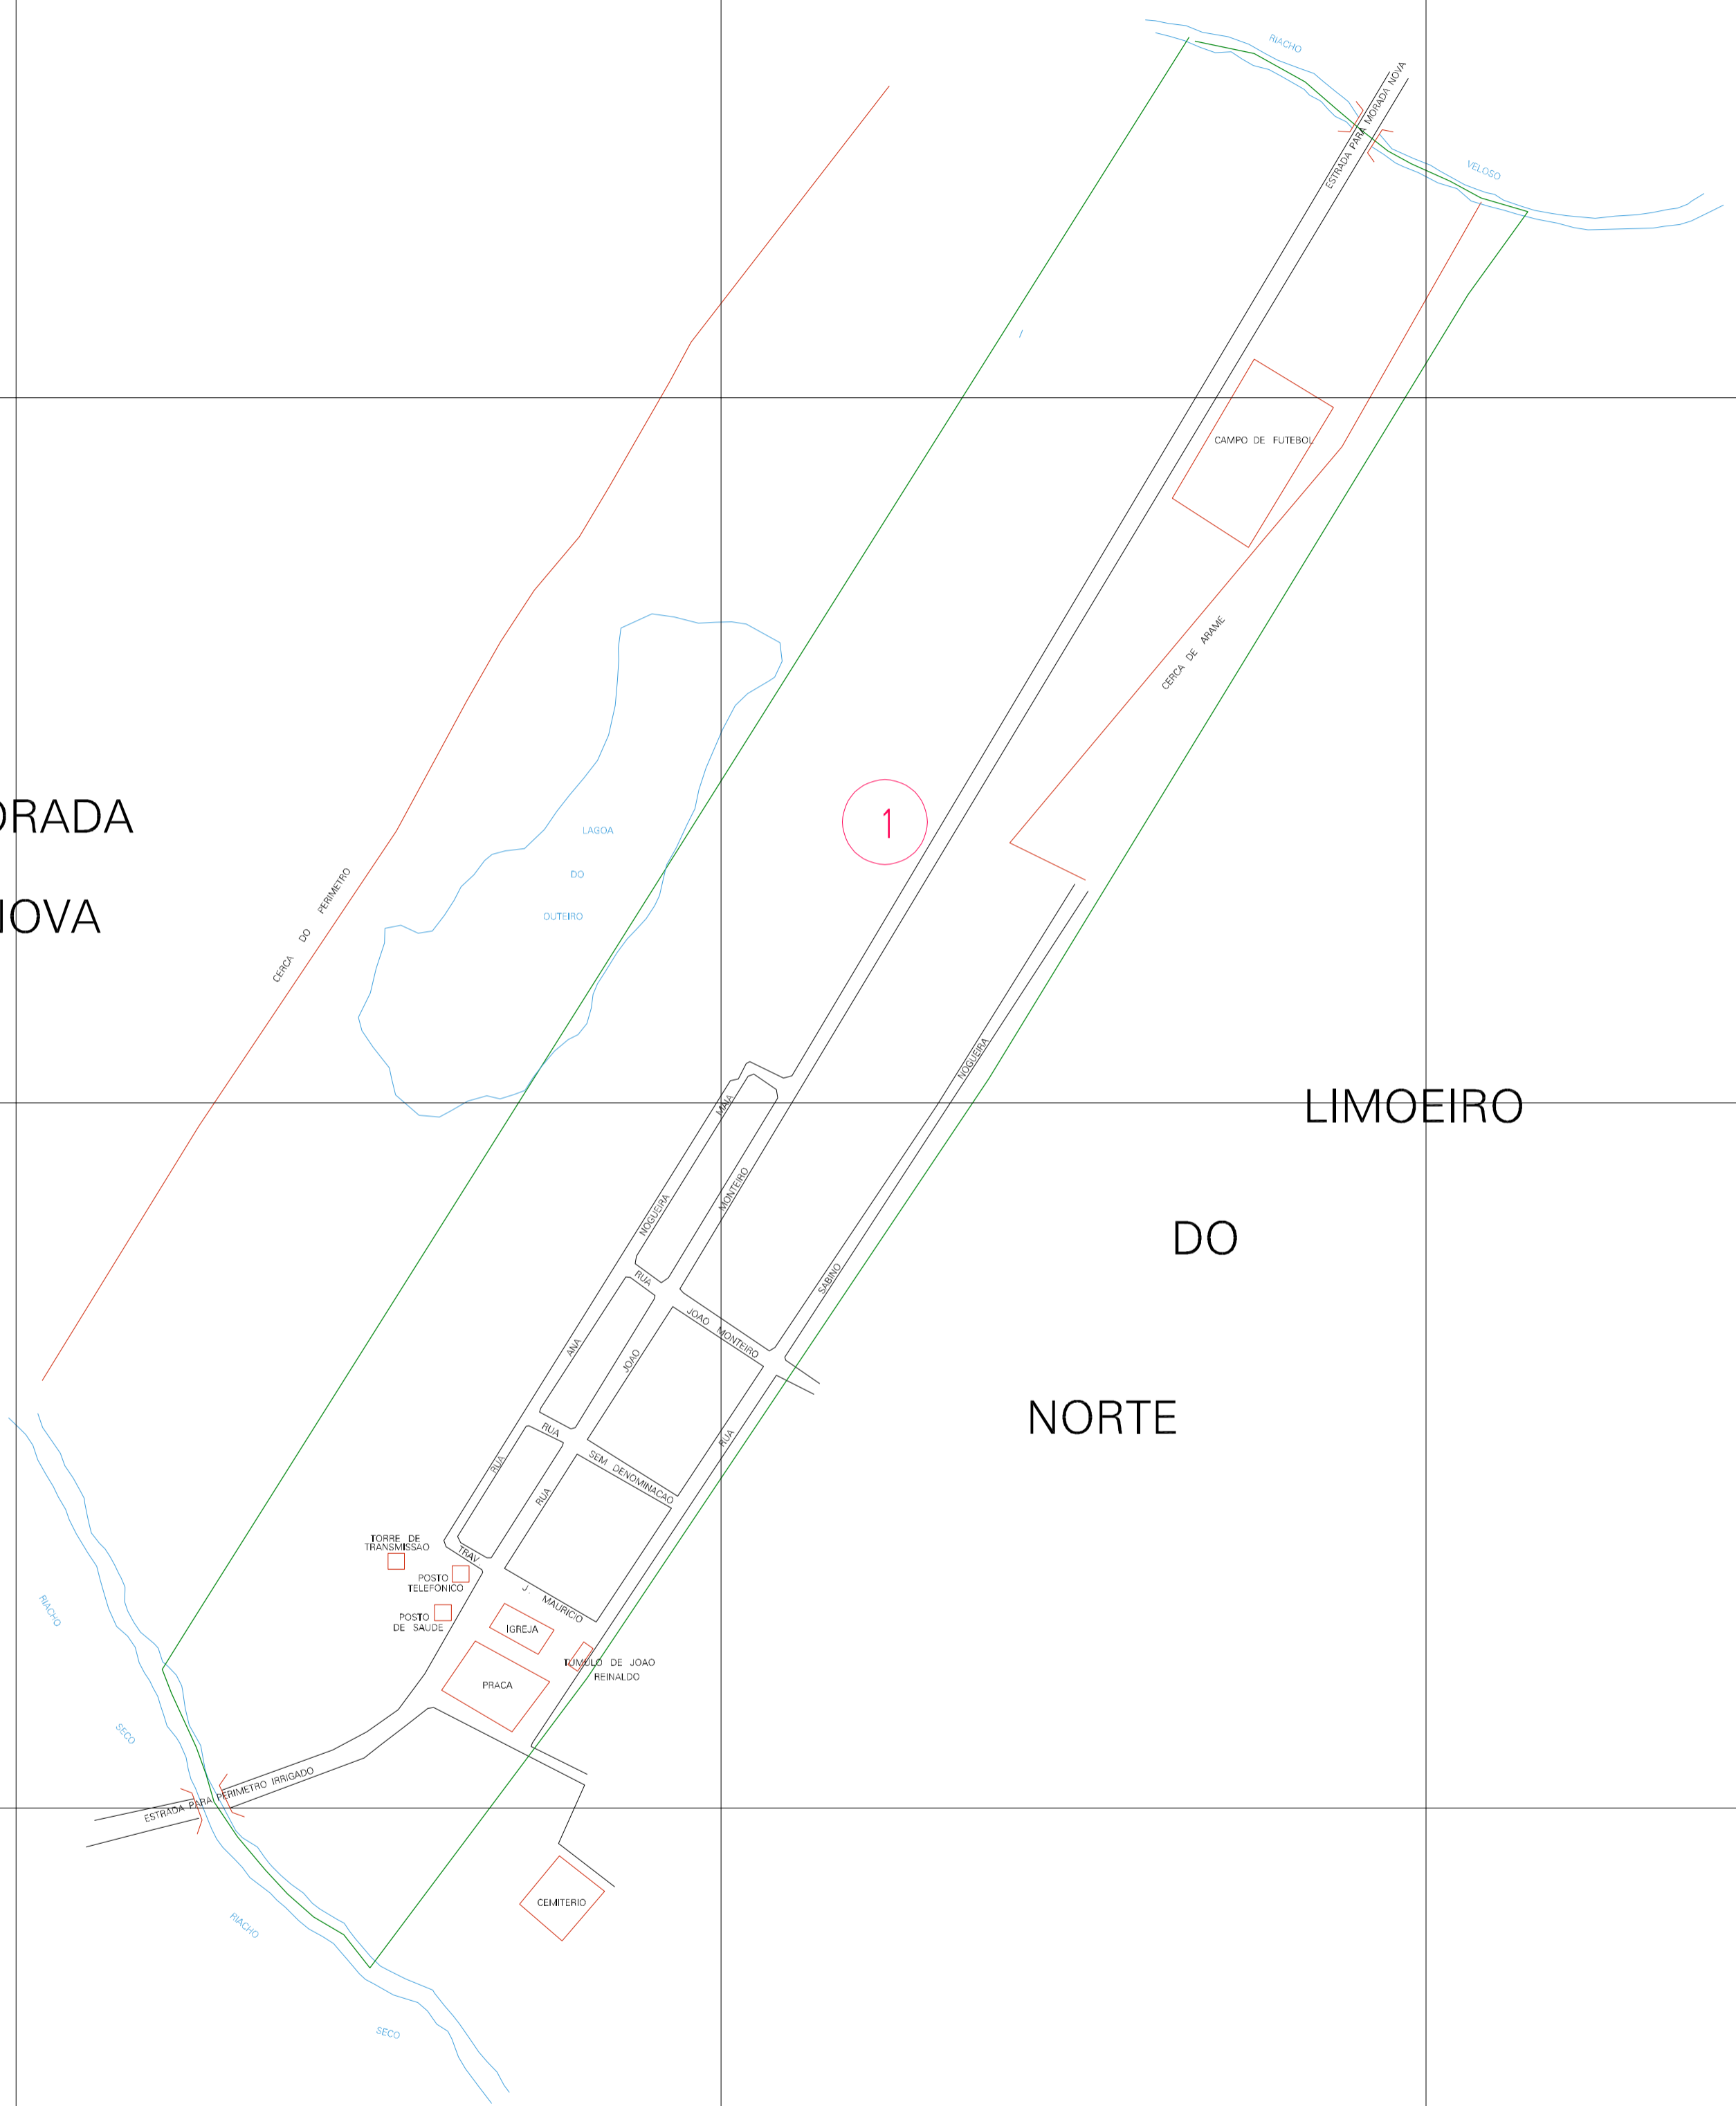 RIACHO
ESTRADA PARA MORADA NOVA
VELOSO
CAMPO DE FUTEBOL
CERCA DE ARAME
1
ORADA
NOVA
LAGOA
DO
OUTEIRO
CERCA DO PERIMETRO
LIMOEIRO
DO
NORTE
RUA ANA NOGUEIRA MAIA
RUA JOAO MONTEIRO
RUA SABINO NOGUEIRA
RUA JOAO MONTEIRO
RUA SEM DENOMINACAO
TRAV. J. MAURICIO
TORRE DE
TRANSMISSAO
POSTO
TELEFONICO
POSTO
DE SAUDE
IGREJA
PRACA
TUMULO DE JOAO
REINALDO
ESTRADA PARA PERIMETRO IRRIGADO
CEMITERIO
RIACHO
SECO
RIACHO
SECO